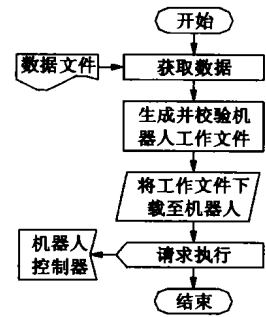 开始
数据文件
获取数据
生成并校验机
器人工作文件
将工作文件下
载至机器人
机器人
控制器
请求执行
结束